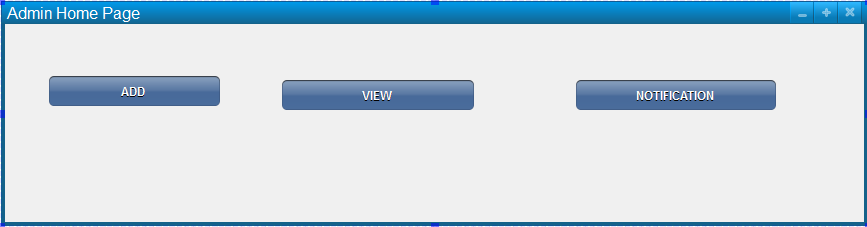 Admin Home Page
ADD
VIEW
NOTIFICATION